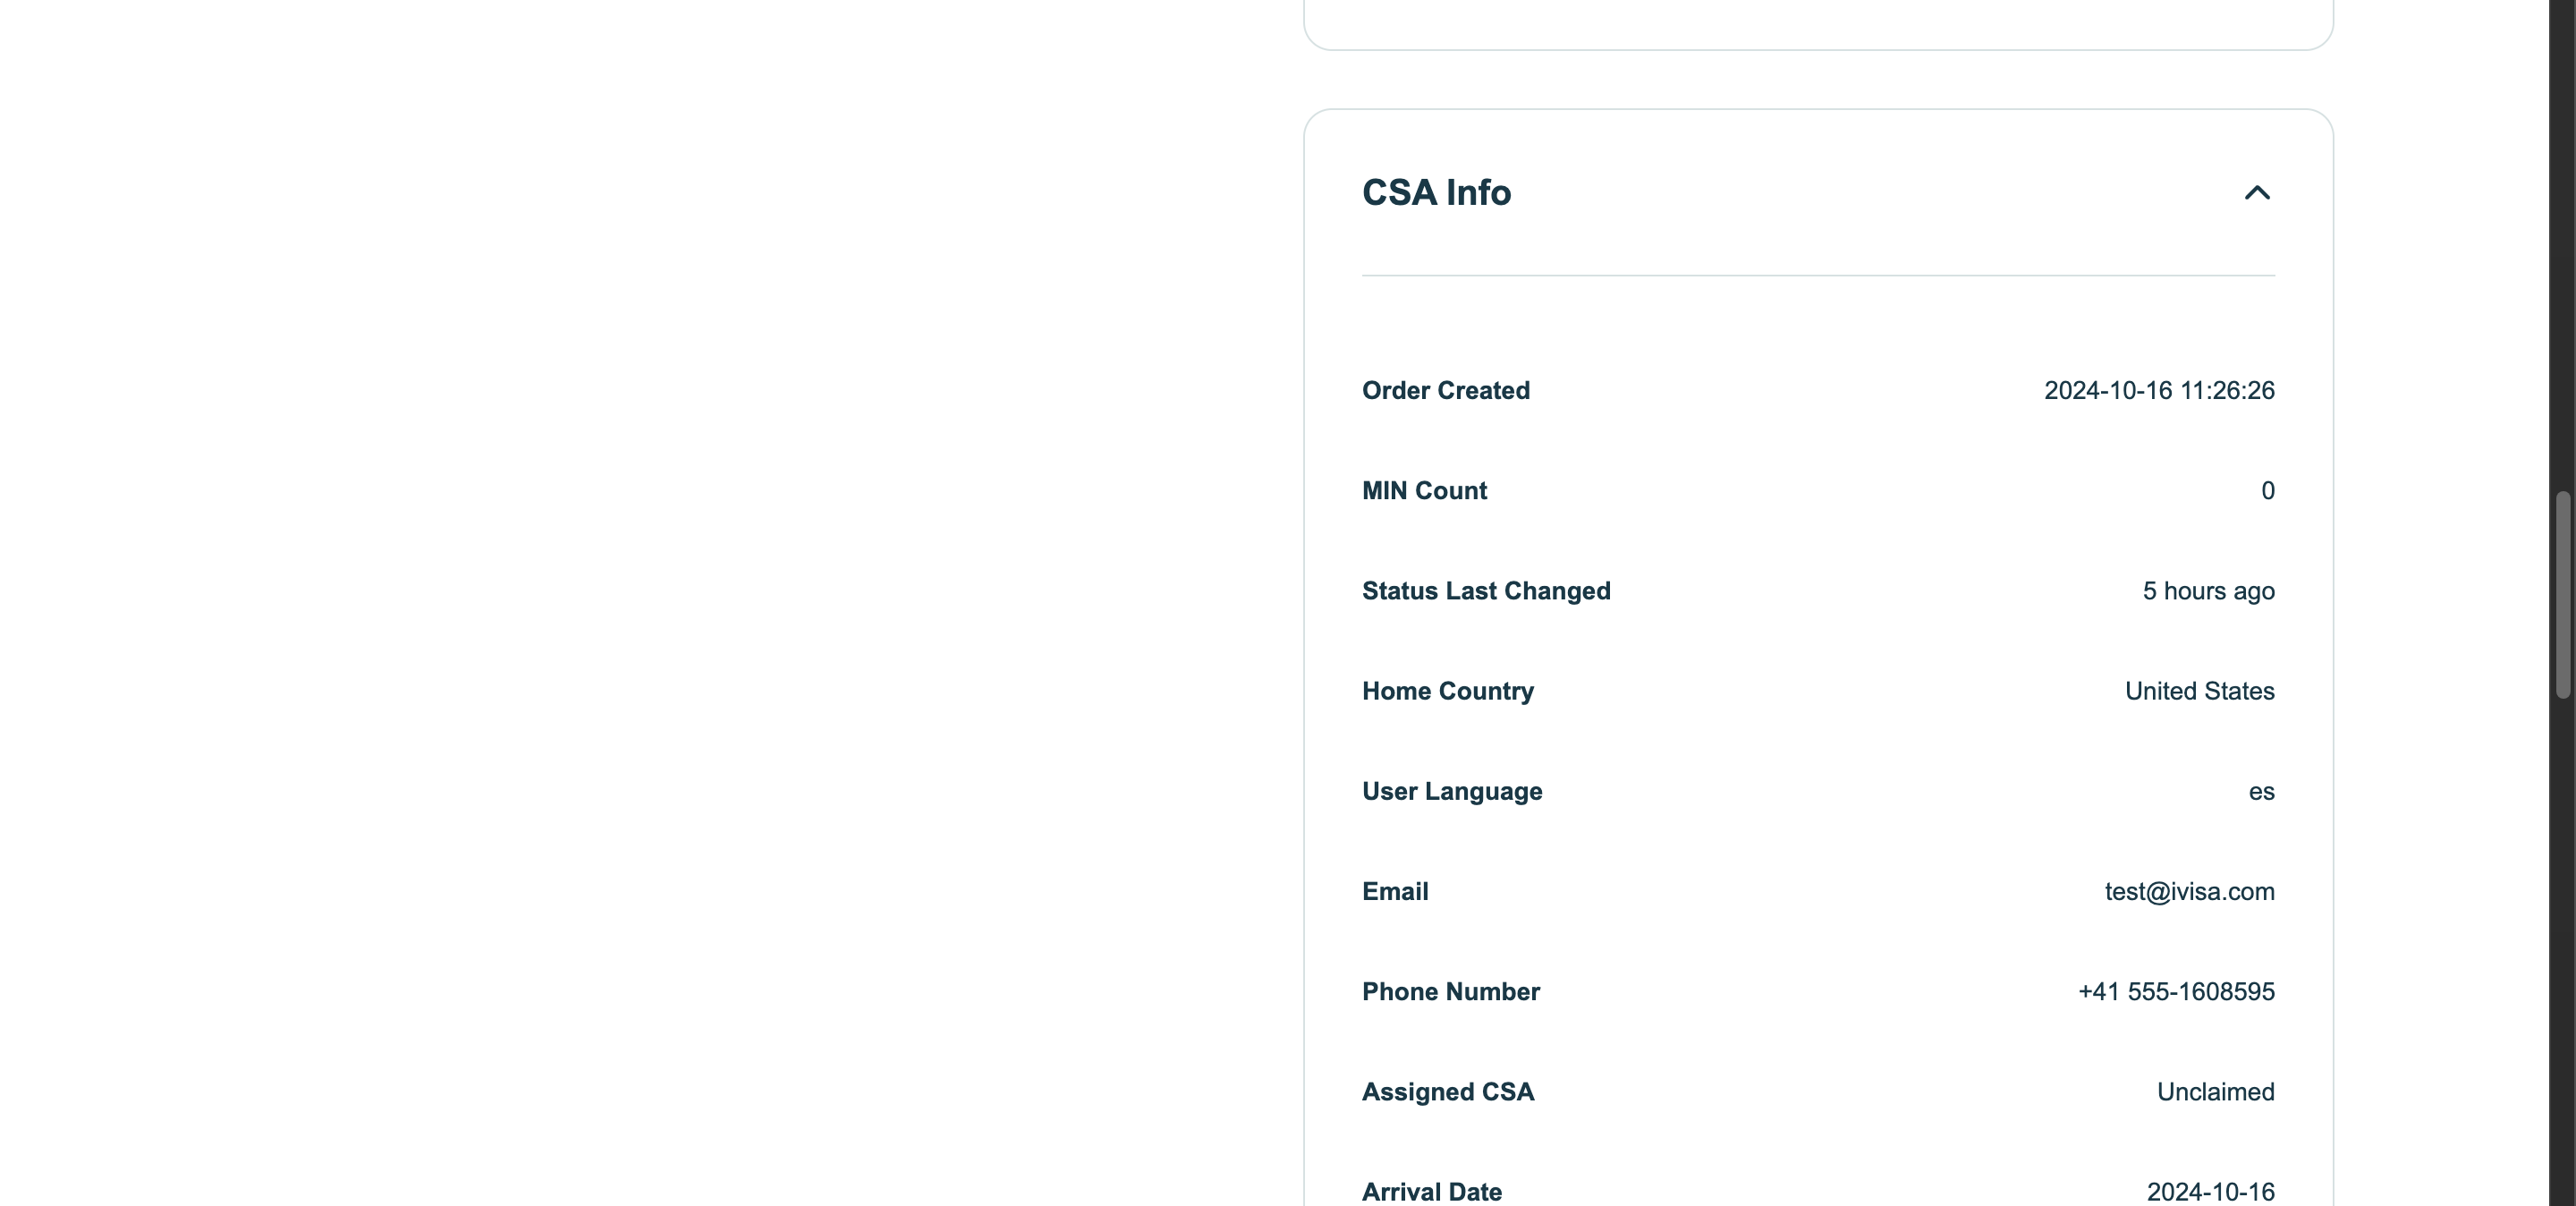 CSA Info
Order Created 2024-10-16 11:26:26
MIN Count 0
Status Last Changed 5 hours ago
Home Country United States
User Language es
Email test@ivisa.com
Phone Number +41 555-1608595
Assigned CSA Unclaimed
Arrival Date 2024-10-16